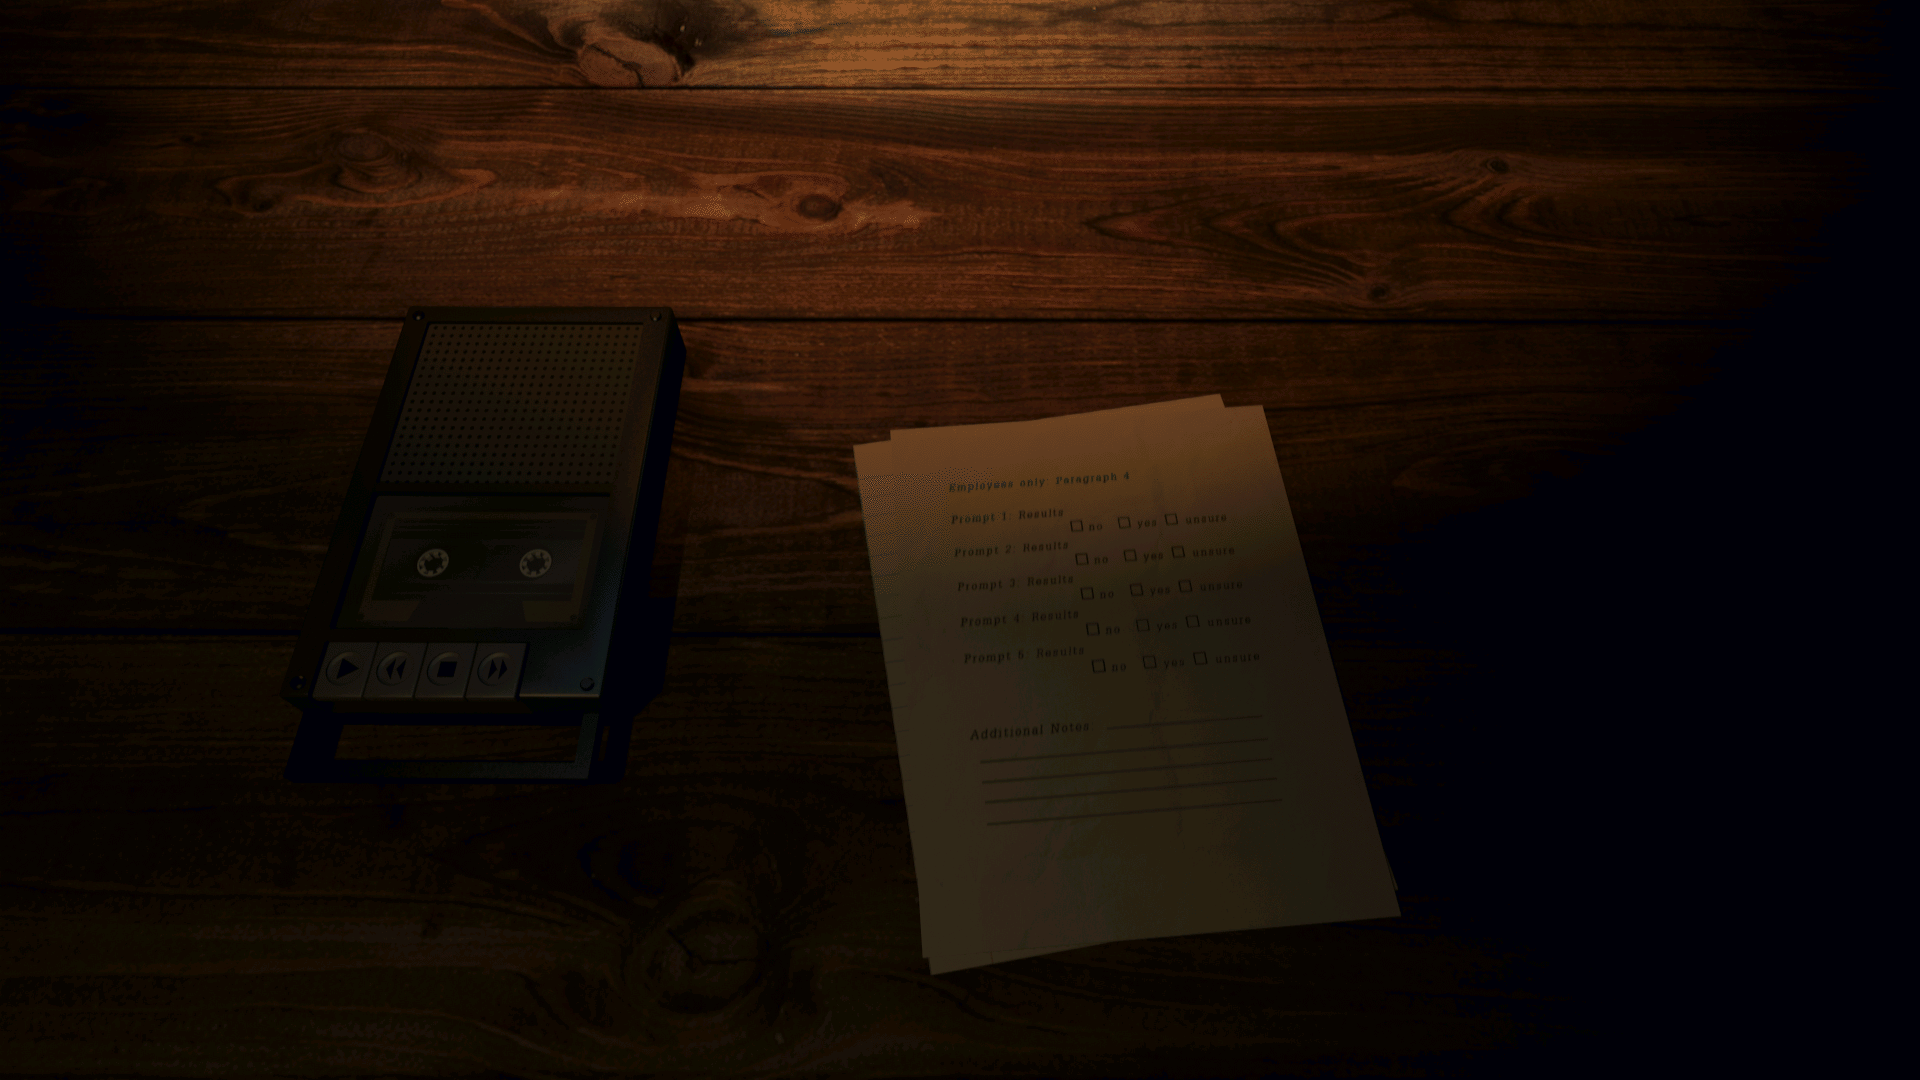 Employees only: Paragraph 4
Prompt 1: Results no yes unsure
Prompt 2: Results no yes unsure
Prompt 3: Results no yes unsure
Prompt 4: Results no yes unsure
Prompt 5: Results no yes unsure
Additional Notes: